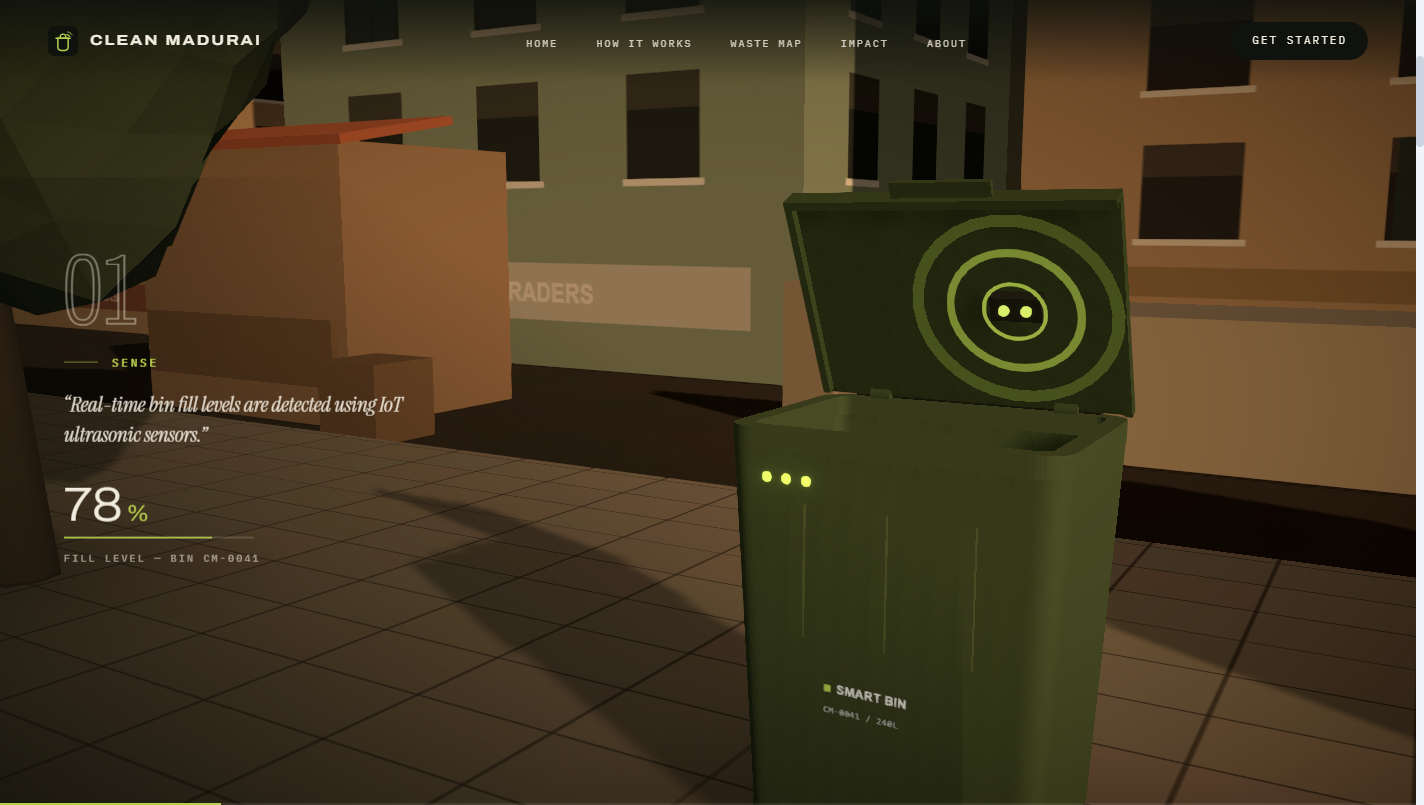 CLEAN MADURAI
HOME
HOW IT WORKS
WASTE MAP
IMPACT
ABOUT
GET STARTED
RADERS
01
SENSE
“Real-time bin fill levels are detected using IoT
ultrasonic sensors.”
78%
FILL LEVEL — BIN CM-0041
SMART BIN
CM-0041 / 240L